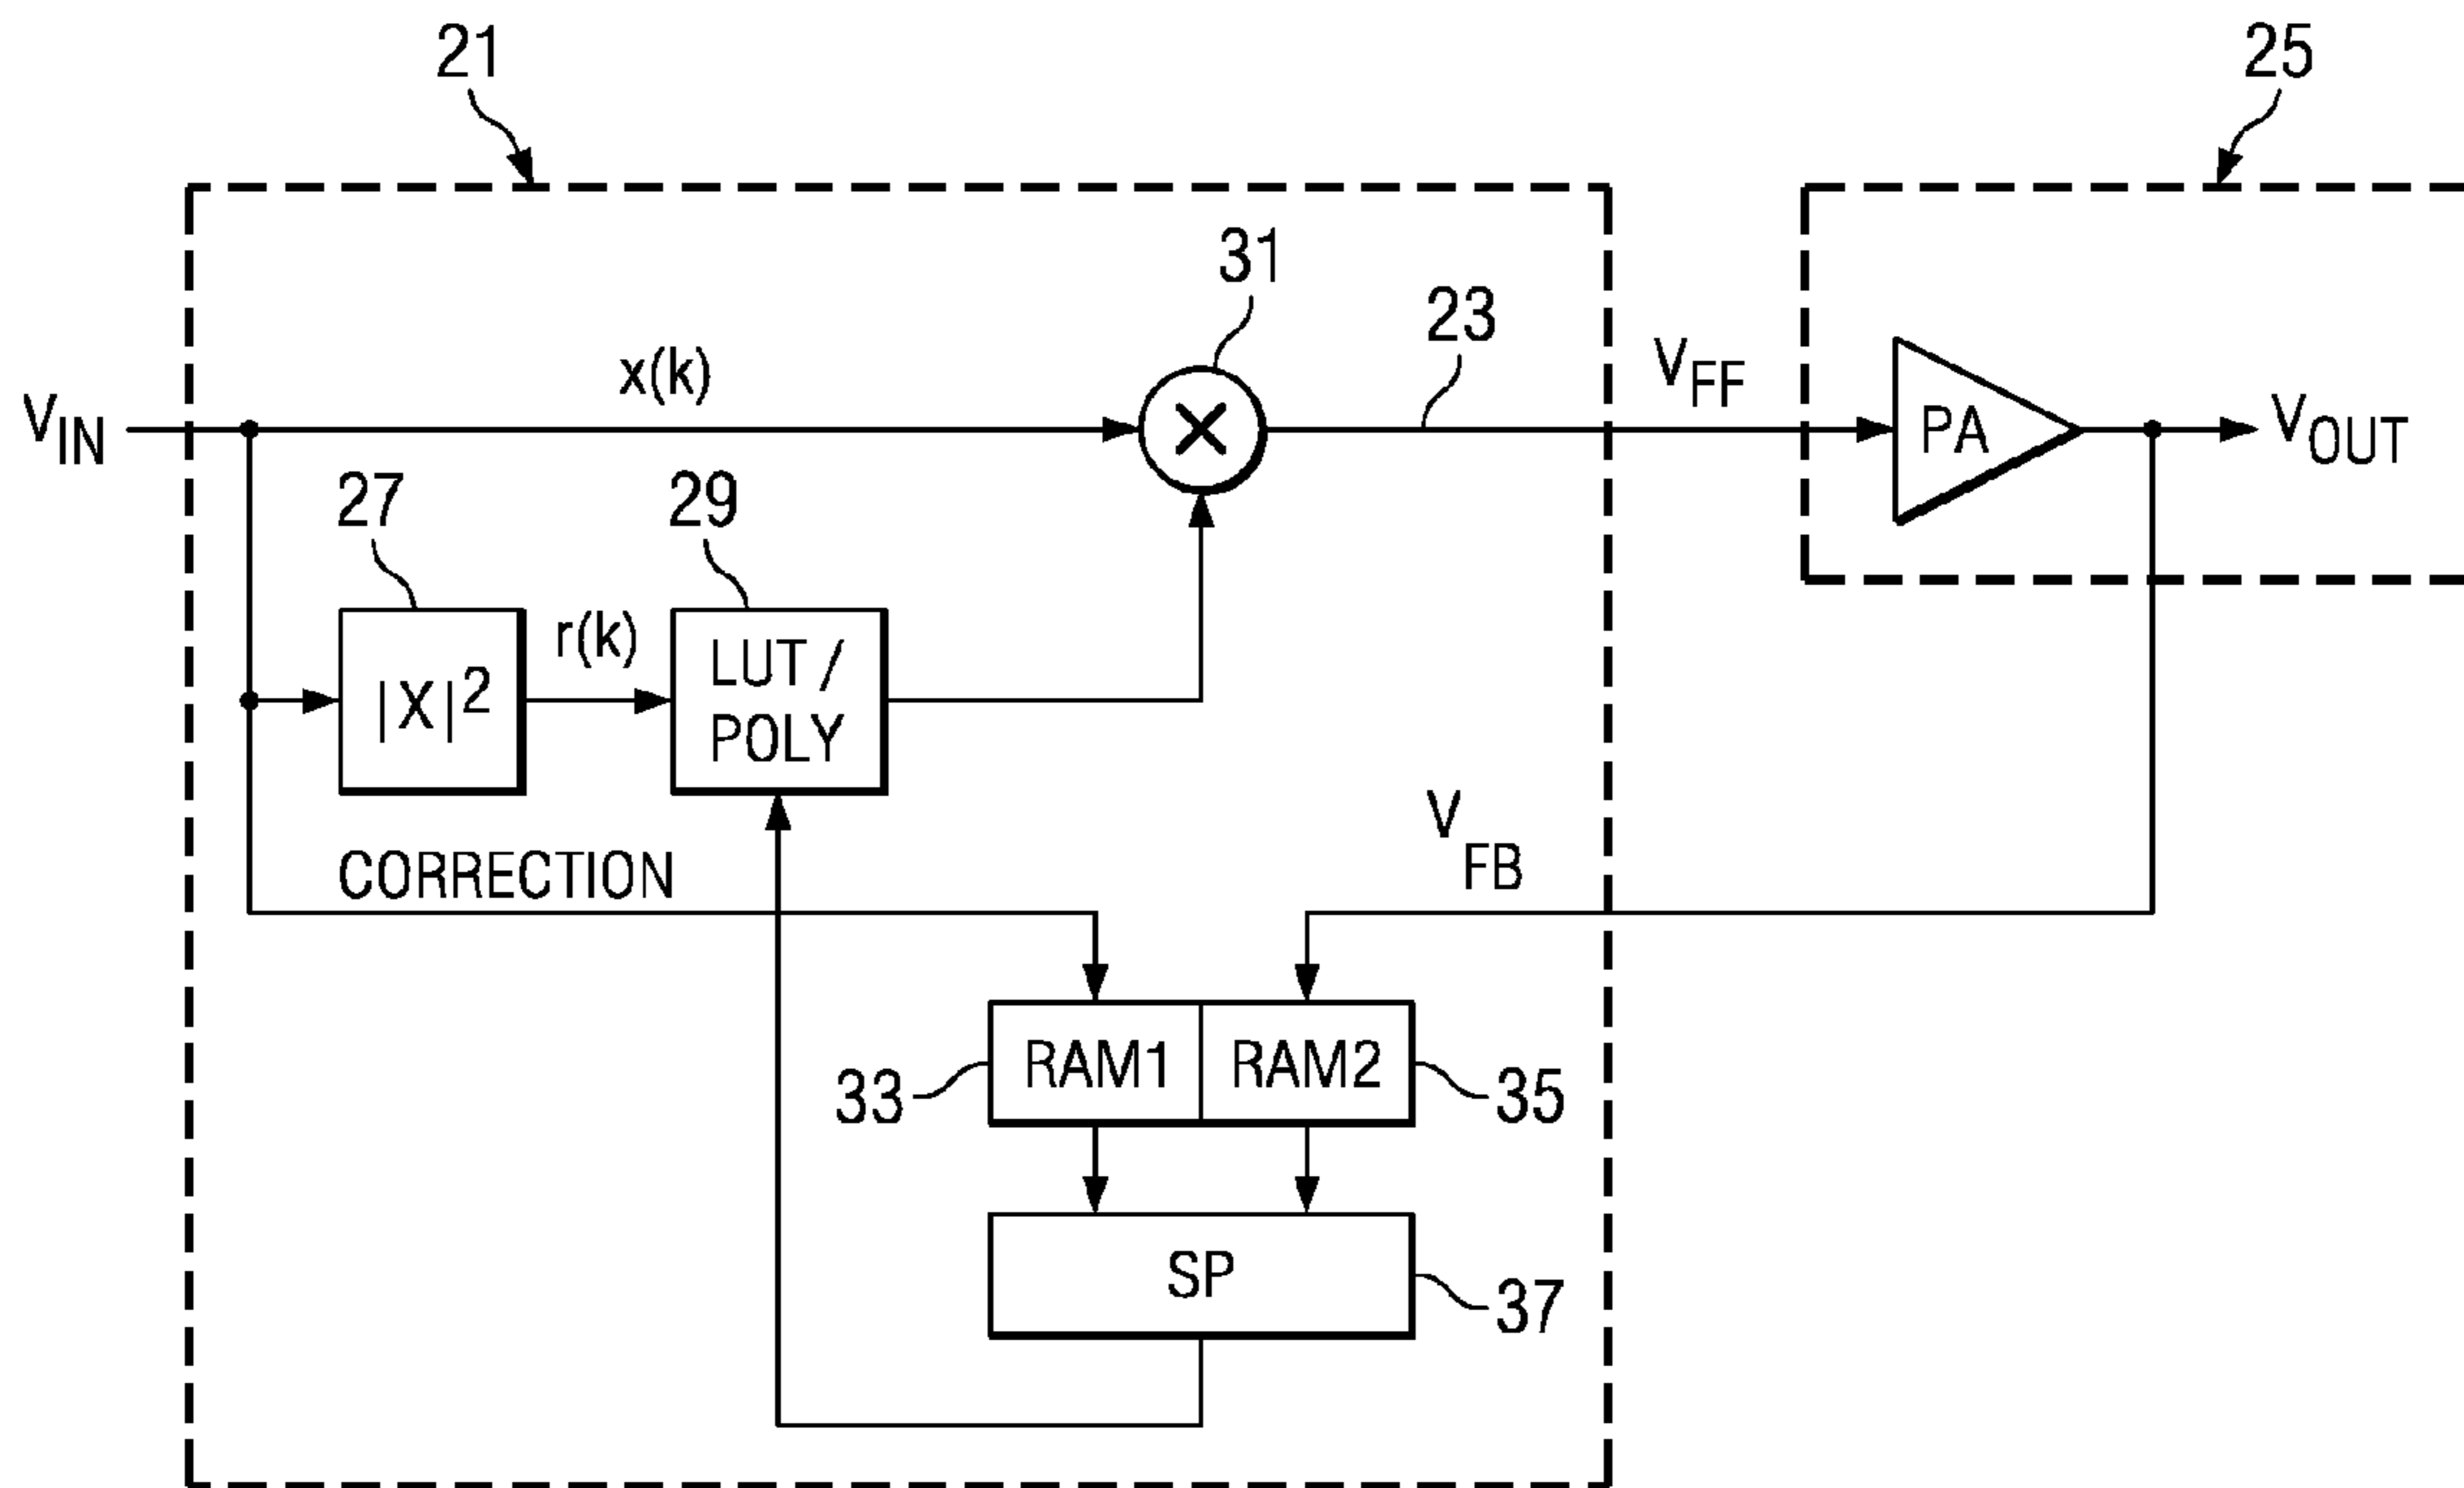 21
25
31
23
x(k)
VFF
VIN
PA
VOUT
27
29
r(k)
|X|2
LUT /
POLY
VFB
CORRECTION
RAM1
RAM2
33
35
SP
37